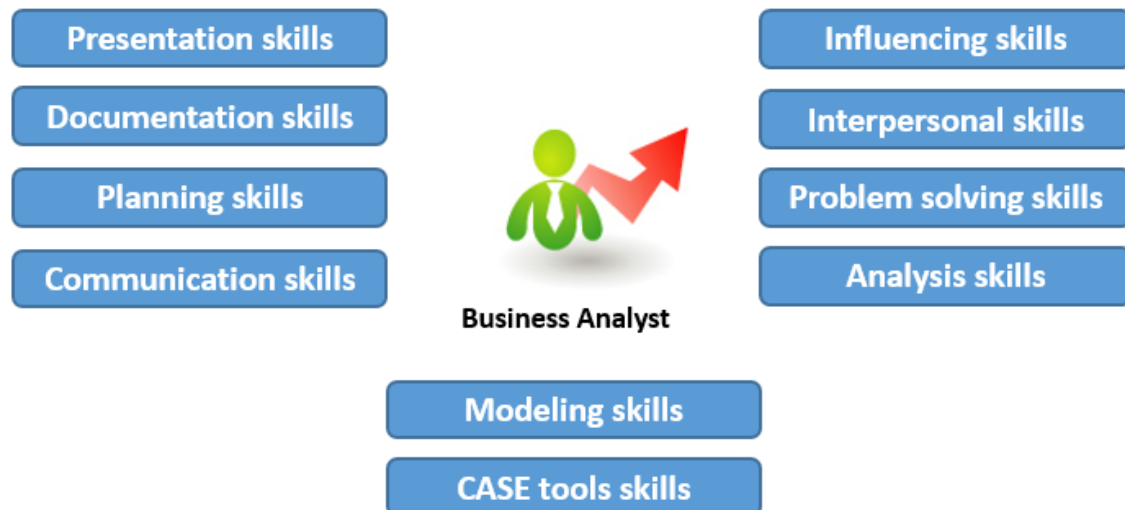 Presentation skills
Documentation skills
Planning skills
Communication skills
Influencing skills
Interpersonal skills
Problem solving skills
Analysis skills
Business Analyst
Modeling skills
CASE tools skills